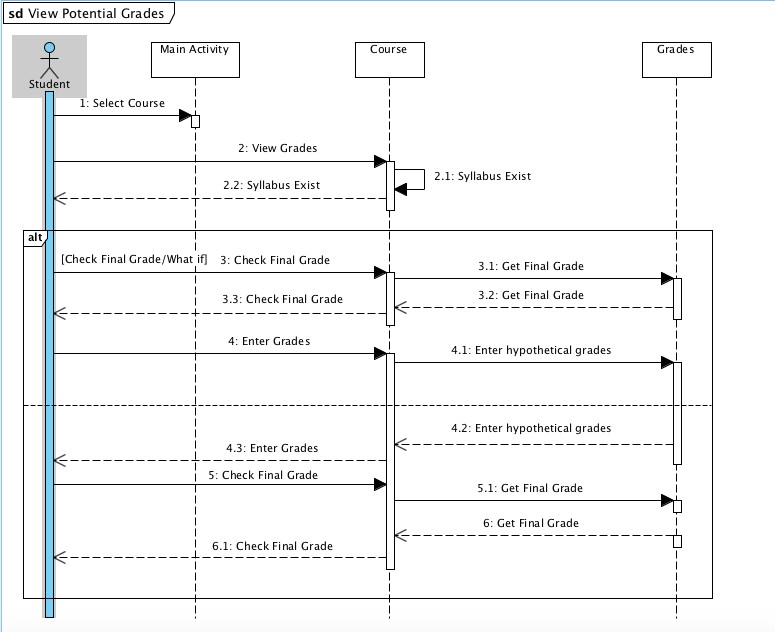 sd View Potential Grades
Student
Main Activity
Course
Grades
1: Select Course
2: View Grades
2.1: Syllabus Exist
2.2: Syllabus Exist
alt
[Check Final Grade/What if]
3: Check Final Grade
3.1: Get Final Grade
3.2: Get Final Grade
3.3: Check Final Grade
4: Enter Grades
4.1: Enter hypothetical grades
4.2: Enter hypothetical grades
4.3: Enter Grades
5: Check Final Grade
5.1: Get Final Grade
6: Get Final Grade
6.1: Check Final Grade